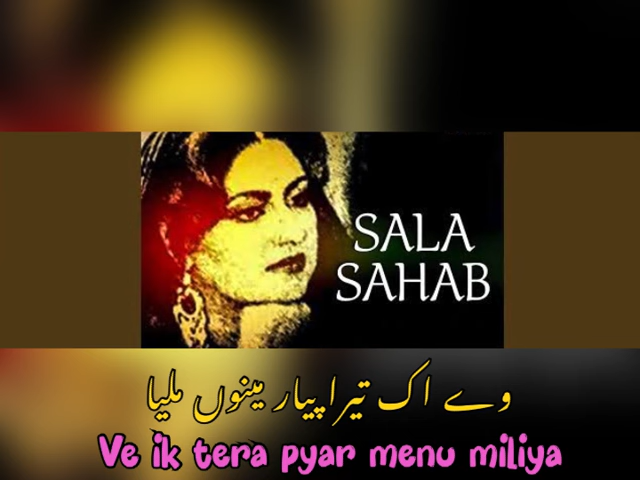 SALA
SAHAB
وے اک تیرا پیار مینوں ملیا
Ve ik tera pyar menu miliya